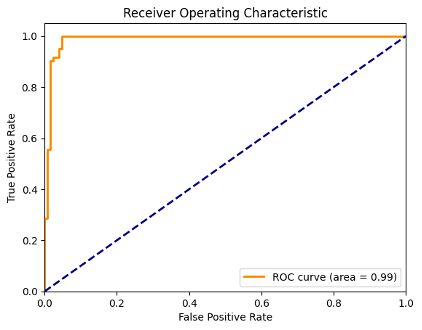 Receiver Operating Characteristic
True Positive Rate
1.0
0.8
0.6
0.4
0.2
0.0
ROC curve (area = 0.99)
0.0 0.2 0.4 0.6 0.8 1.0
False Positive Rate